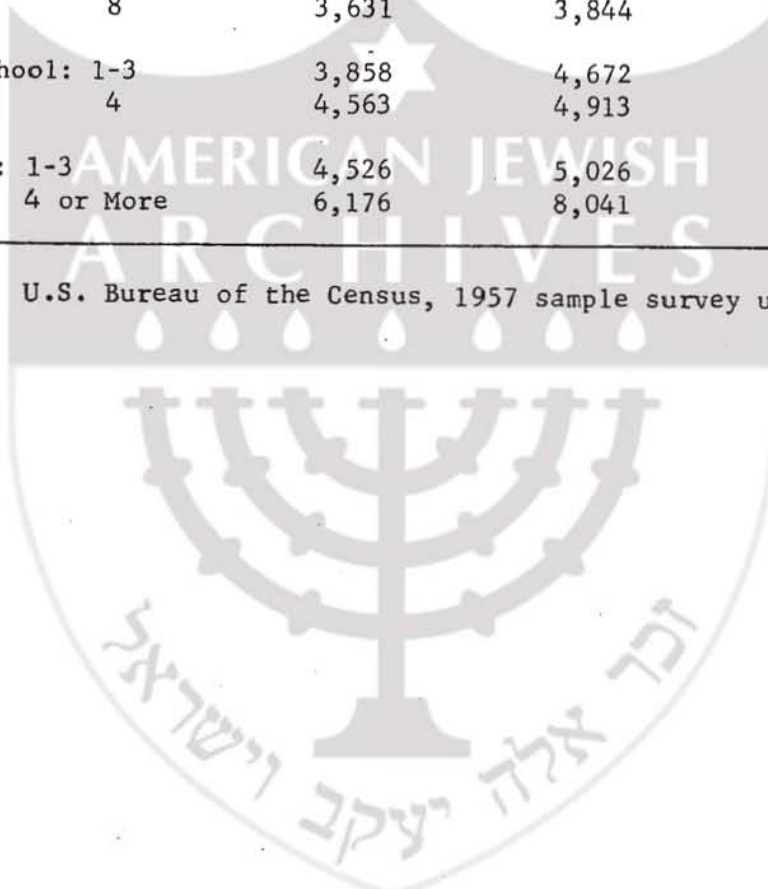 8 3,631 3,844
hool: 1-3 3,858 4,672
4 4,563 4,913
: 1-3 4,526 5,026
4 or More 6,176 8,041
AMERICAN JEWISH
ARCHIVES
U.S. Bureau of the Census, 1957 sample survey u
זכר אלה יעקב וישראל